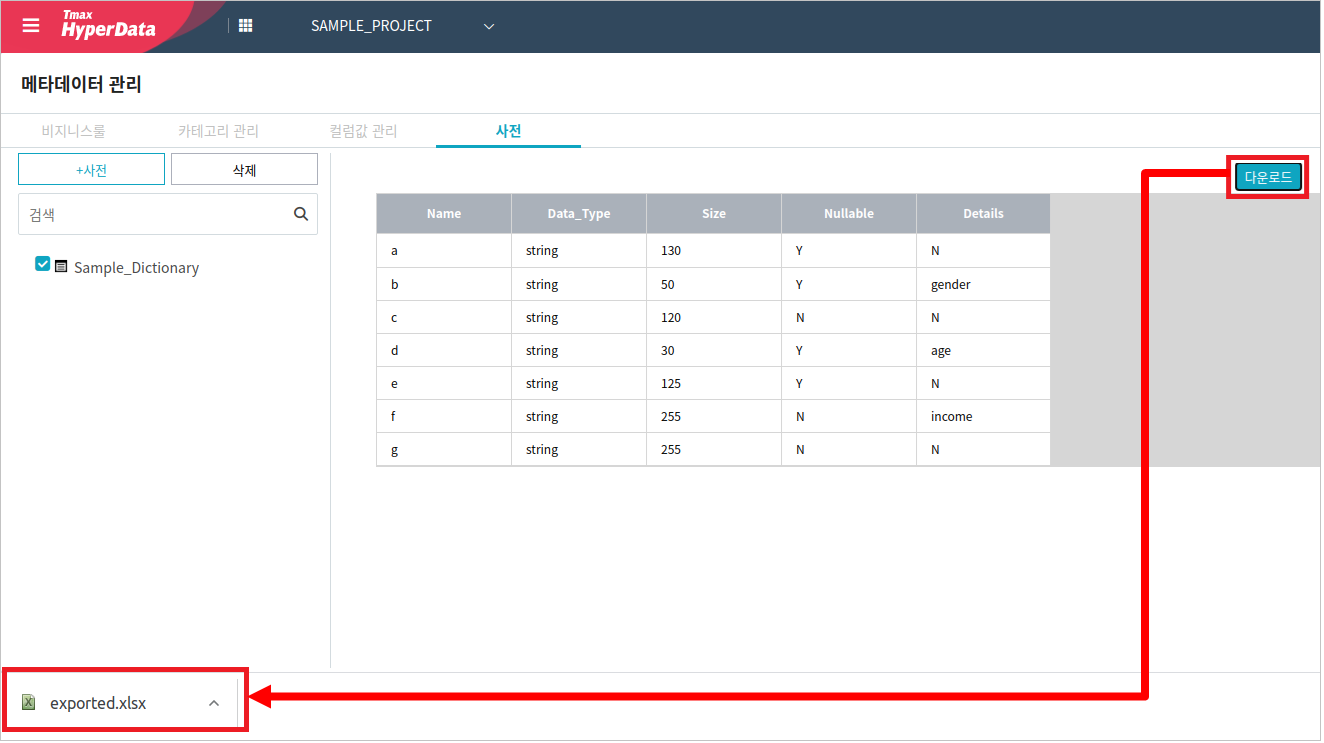 Tmax
HyperData
SAMPLE_PROJECT
메타데이터 관리
비지니스룰 카테고리 관리 컬럼값 관리 사전
+사전 삭제
다운로드
검색
Sample_Dictionary
Name Data_Type Size Nullable Details
a string 130 Y N
b string 50 Y gender
c string 120 N N
d string 30 Y age
e string 125 Y N
f string 255 N income
g string 255 N N
exported.xlsx